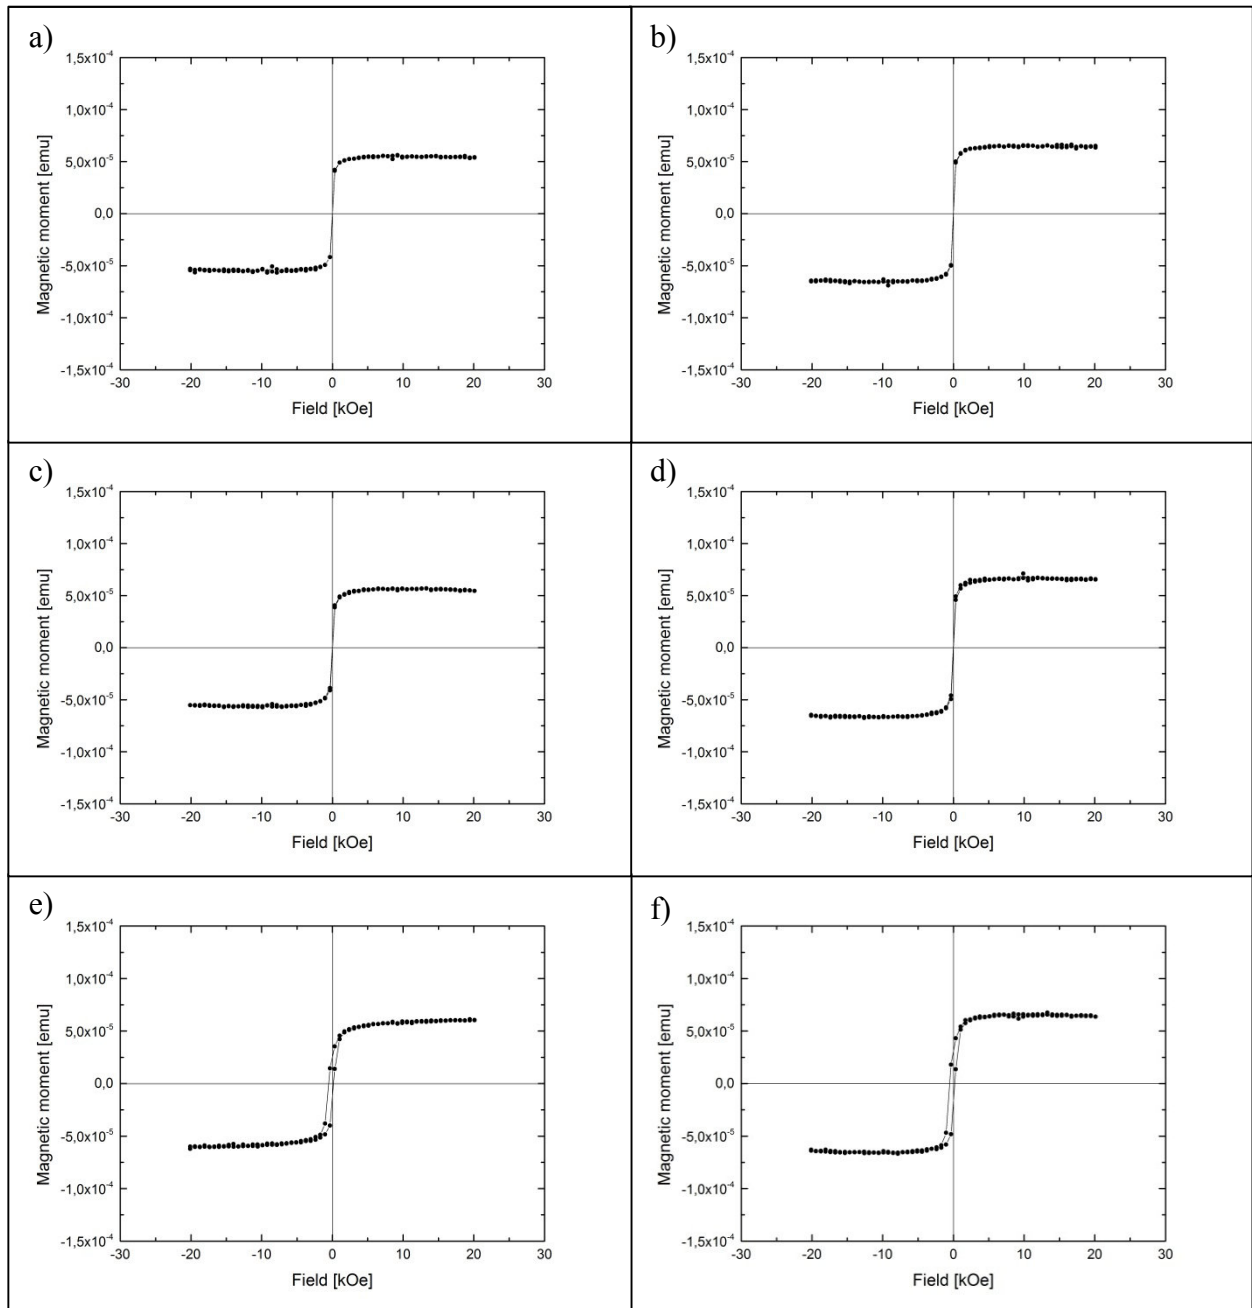 a)
1,5x10⁻⁴
1,0x10⁻⁴
5,0x10⁻⁵
0,0
-5,0x10⁻⁵
-1,0x10⁻⁴
-1,5x10⁻⁴
Magnetic moment [emu]
-30 -20 -10 0 10 20 30
Field [kOe]
b)
1,5x10⁻⁴
1,0x10⁻⁴
5,0x10⁻⁵
0,0
-5,0x10⁻⁵
-1,0x10⁻⁴
-1,5x10⁻⁴
Magnetic moment [emu]
-30 -20 -10 0 10 20 30
Field [kOe]
c)
1,5x10⁻⁴
1,0x10⁻⁴
5,0x10⁻⁵
0,0
-5,0x10⁻⁵
-1,0x10⁻⁴
-1,5x10⁻⁴
Magnetic moment [emu]
-30 -20 -10 0 10 20 30
Field [kOe]
d)
1,5x10⁻⁴
1,0x10⁻⁴
5,0x10⁻⁵
0,0
-5,0x10⁻⁵
-1,0x10⁻⁴
-1,5x10⁻⁴
Magnetic moment [emu]
-30 -20 -10 0 10 20 30
Field [kOe]
e)
1,5x10⁻⁴
1,0x10⁻⁴
5,0x10⁻⁵
0,0
-5,0x10⁻⁵
-1,0x10⁻⁴
-1,5x10⁻⁴
Magnetic moment [emu]
-30 -20 -10 0 10 20 30
Field [kOe]
f)
1,5x10⁻⁴
1,0x10⁻⁴
5,0x10⁻⁵
0,0
-5,0x10⁻⁵
-1,0x10⁻⁴
-1,5x10⁻⁴
Magnetic moment [emu]
-30 -20 -10 0 10 20 30
Field [kOe]